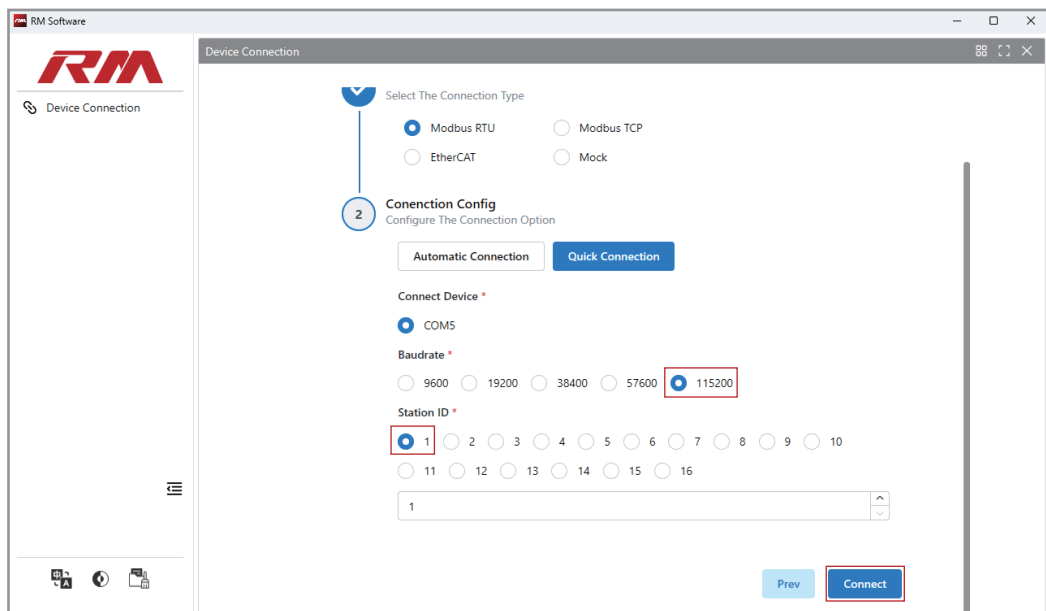 RM Software
RM
Device Connection
Device Connection
Select The Connection Type
Modbus RTU
Modbus TCP
EtherCAT
Mock
2
Conenction Config
Configure The Connection Option
Automatic Connection
Quick Connection
Connect Device *
COM5
Baudrate *
9600 19200 38400 57600 115200
Station ID *
1 2 3 4 5 6 7 8 9 10
11 12 13 14 15 16
1
中 A
Prev
Connect